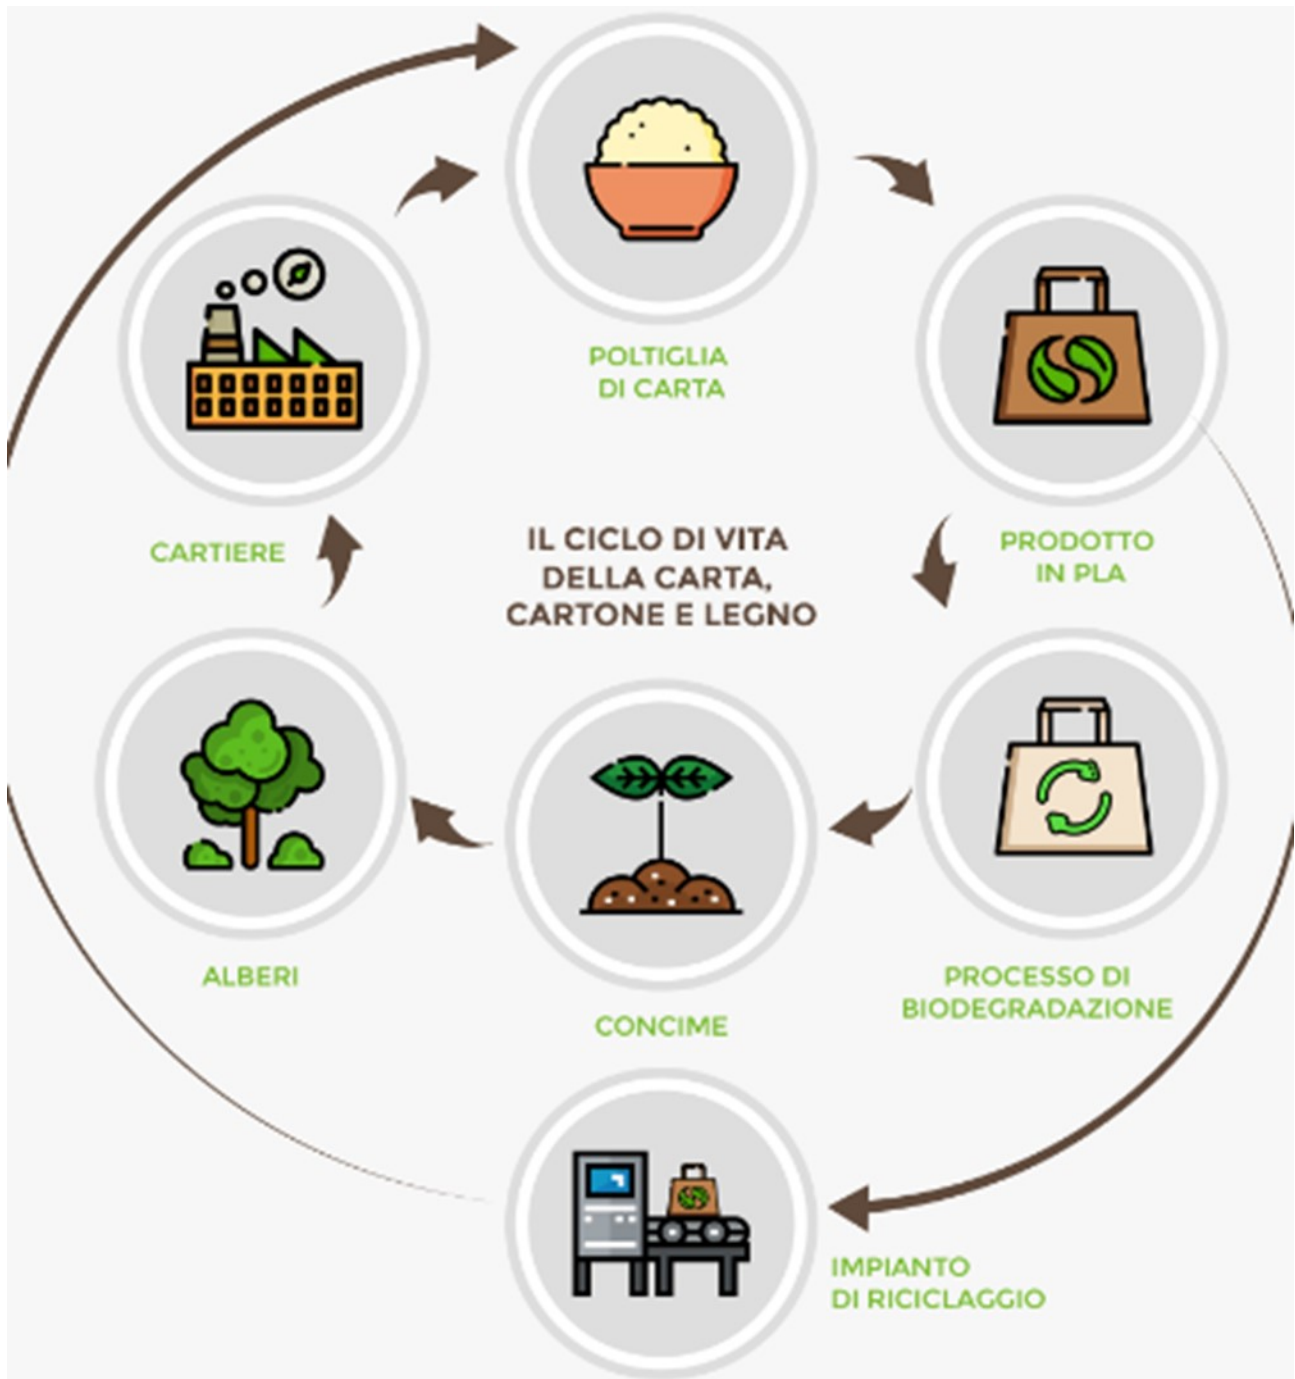 POLTIGLIA
DI CARTA
PRODOTTO
IN PLA
PROCESSO DI
BIODEGRADAZIONE
CONCIME
ALBERI
CARTIERE
IL CICLO DI VITA
DELLA CARTA,
CARTONE E LEGNO
IMPIANTO
DI RICICLAGGIO